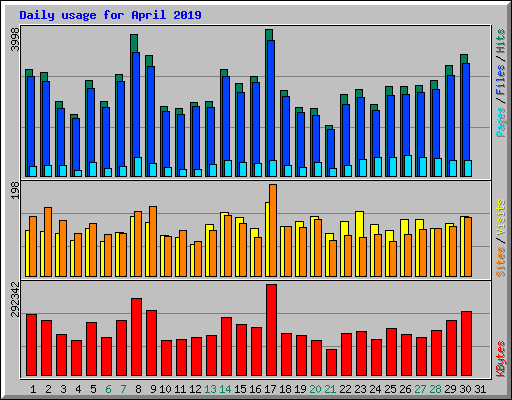 Daily usage for April 2019
3998
Pages / Files / Hits
198
Sites / Visits
292342
KBytes
1 2 3 4 5 6 7 8 9 10 11 12 13 14 15 16 17 18 19 20 21 22 23 24 25 26 27 28 29 30 31